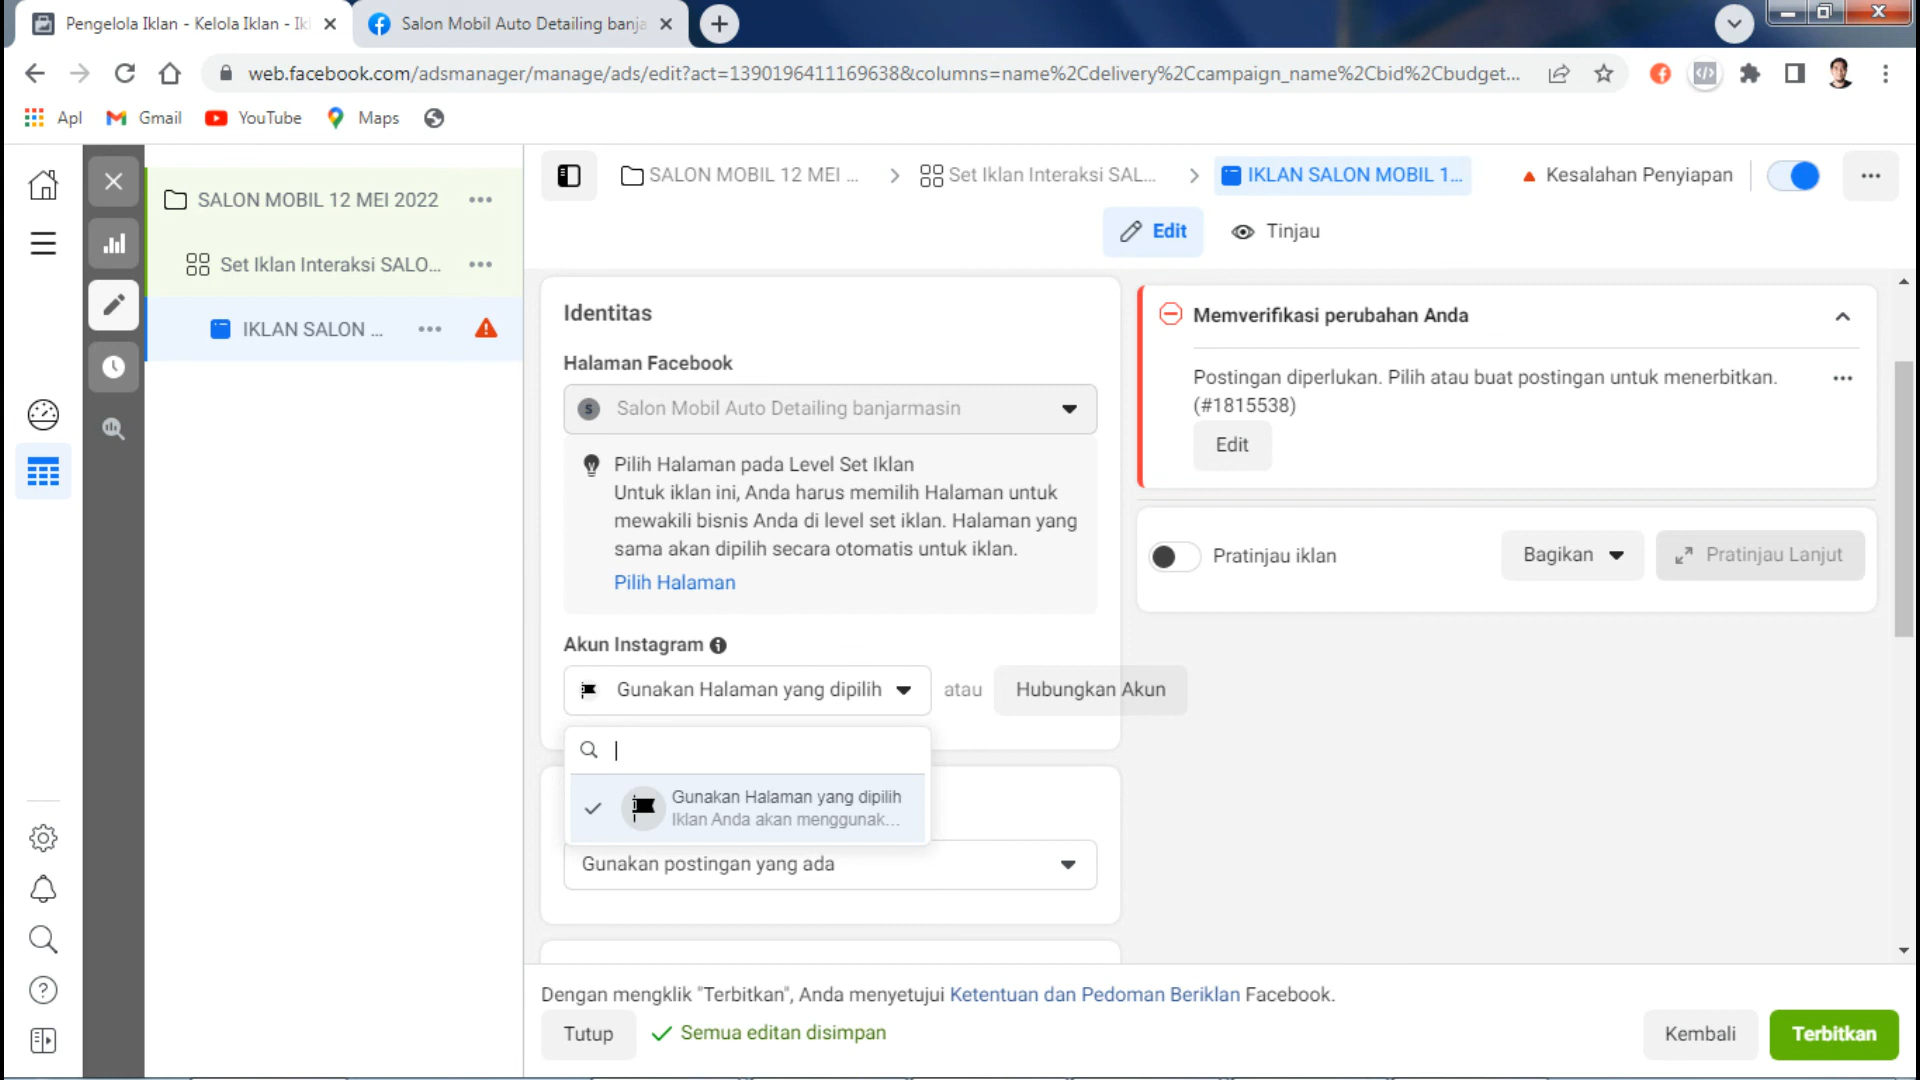 Pengelola Iklan - Kelola Iklan - Ik
Salon Mobil Auto Detailing banja
web.facebook.com/adsmanager/manage/ads/edit?act=1390196411169638&columns=name%2Cdelivery%2Ccampaign_name%2Cbid%2Cbudget...
Apl
Gmail
YouTube
Maps
SALON MOBIL 12 MEI 2022
Set Iklan Interaksi SALO...
IKLAN SALON ...
SALON MOBIL 12 MEI ...
Set Iklan Interaksi SAL...
IKLAN SALON MOBIL 1...
Kesalahan Penyiapan
Edit
Tinjau
Identitas
Halaman Facebook
S Salon Mobil Auto Detailing banjarmasin
Pilih Halaman pada Level Set Iklan
Untuk iklan ini, Anda harus memilih Halaman untuk
mewakili bisnis Anda di level set iklan. Halaman yang
sama akan dipilih secara otomatis untuk iklan.
Pilih Halaman
Akun Instagram
Gunakan Halaman yang dipilih
atau
Hubungkan Akun
Gunakan Halaman yang dipilih
Iklan Anda akan menggunak...
Gunakan postingan yang ada
Memverifikasi perubahan Anda
Postingan diperlukan. Pilih atau buat postingan untuk menerbitkan.
(#1815538)
Edit
Pratinjau iklan
Bagikan
Pratinjau Lanjut
Dengan mengklik "Terbitkan", Anda menyetujui Ketentuan dan Pedoman Beriklan Facebook.
Tutup
Semua editan disimpan
Kembali
Terbitkan